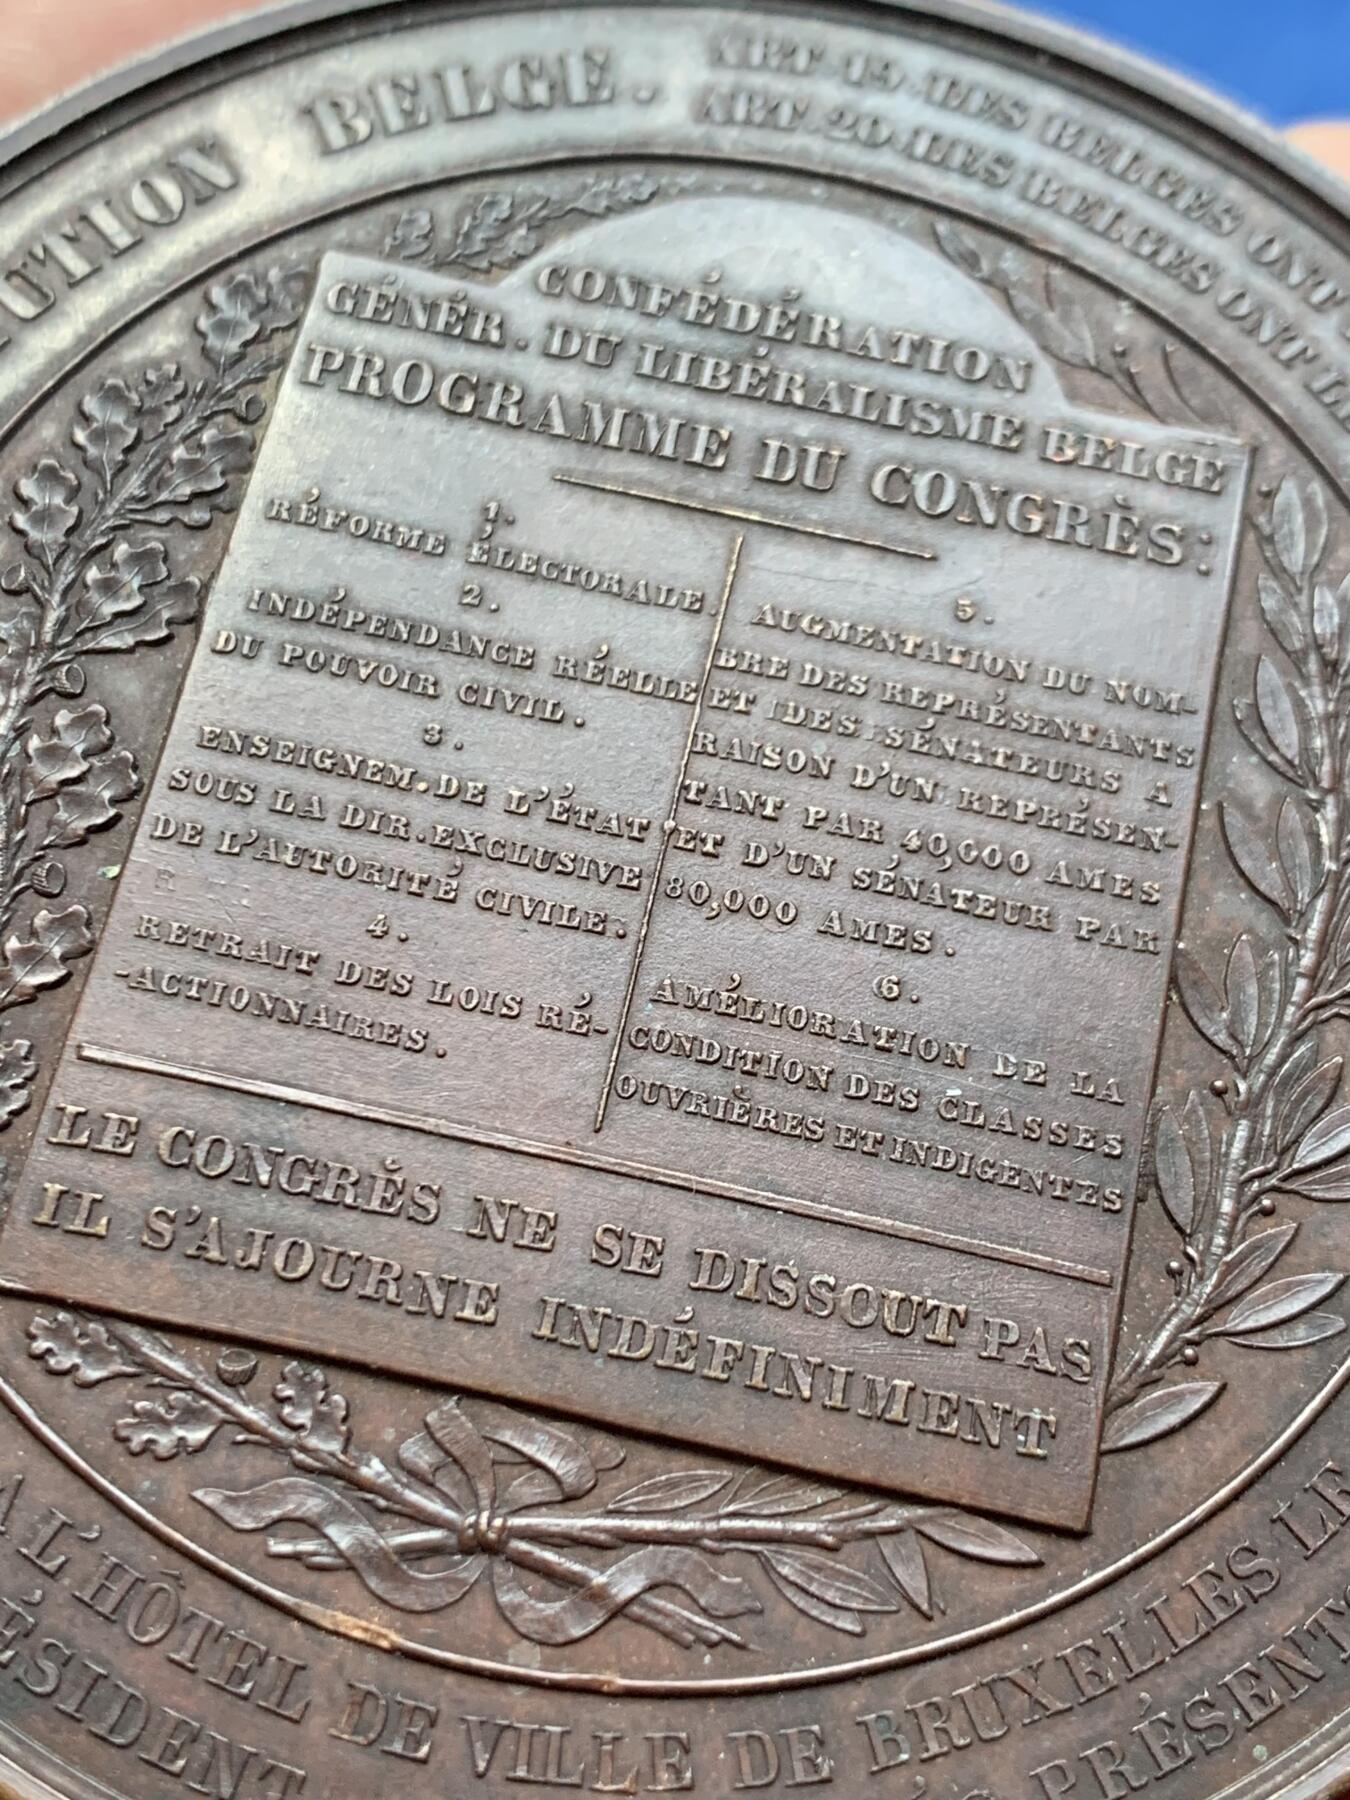 UTION BELGE.
ART 19. LES BELGES ONT
ART 20. LES BELGES ONT
CONFÉDÉRATION
GÉNÉR. DU LIBÉRALISME BELGE
PROGRAMME DU CONGRÈS:
1.
RÉFORME ÉLECTORALE.
2.
INDÉPENDANCE RÉELLE
DU POUVOIR CIVIL.
3.
ENSEIGNEM. DE L'ÉTAT
SOUS LA DIR. EXCLUSIVE
DE L'AUTORITÉ CIVILE.
4.
RETRAIT DES LOIS RÉ-
-ACTIONNAIRES.
5.
AUGMENTATION DU NOM-
BRE DES REPRÉSENTANTS
ET DES SÉNATEURS A
RAISON D'UN REPRÉSEN-
TANT PAR 40,000 AMES
ET D'UN SÉNATEUR PAR
80,000 AMES.
6.
AMÉLIORATION DE LA
CONDITION DES CLASSES
OUVRIÈRES ET INDIGENTES
LE CONGRÈS NE SE DISSOUT PAS
IL S'AJOURNE INDÉFINIMENT
A L'HÔTEL DE VILLE DE BRUXELLES LE
ÉSIDENT
PRÉSENTS